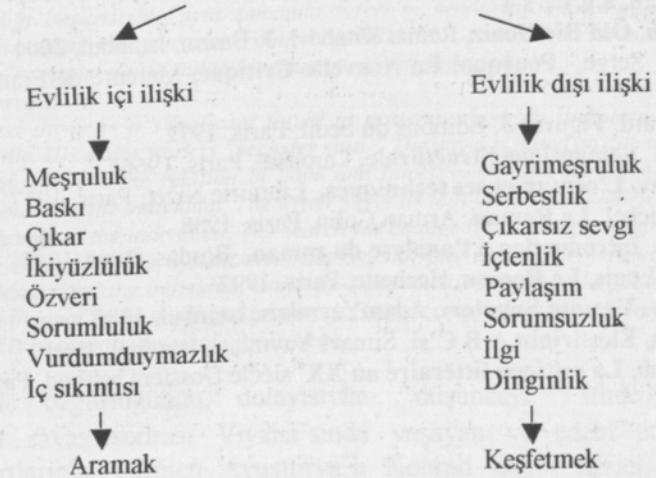 Evlilik içi ilişki
Meşruluk
Baskı
Çıkar
İkiyüzlülük
Özveri
Sorumluluk
Vurdumduymazlık
İç sıkıntısı
Aramak
Evlilik dışı ilişki
Gayrimeşruluk
Serbestlik
Çıkarsız sevgi
İçtenlik
Paylaşım
Sorunsuzluk
İlgi
Dinginlik
Keşfetmek